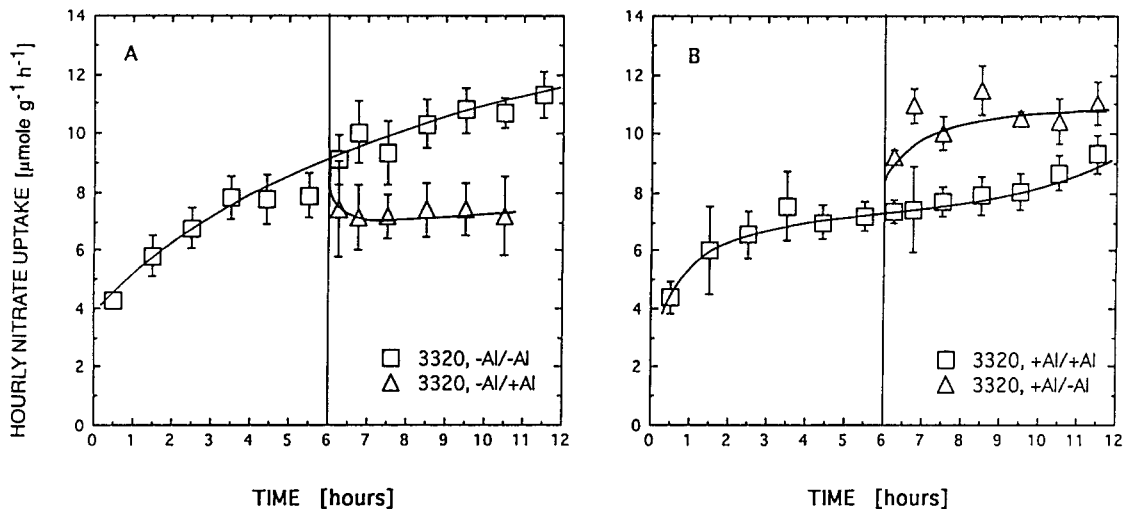 HOURLY NITRATE UPTAKE [µmole g-1 h-1]
14
12
10
8
6
4
2
0
A
□ 3320, -Al/-Al
△ 3320, -Al/+Al
0 1 2 3 4 5 6 7 8 9 10 11 12
TIME [hours]
14
12
10
8
6
4
2
0
B
□ 3320, +Al/+Al
△ 3320, +Al/-Al
0 1 2 3 4 5 6 7 8 9 10 11 12
TIME [hours]